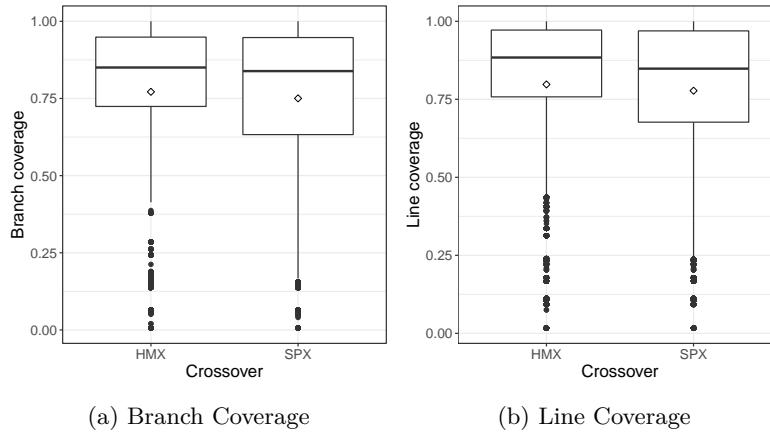 1.00
0.75
0.50
0.25
0.00
Branch coverage
HMX
SPX
Crossover
(a) Branch Coverage
1.00
0.75
0.50
0.25
0.00
Line coverage
HMX
SPX
Crossover
(b) Line Coverage